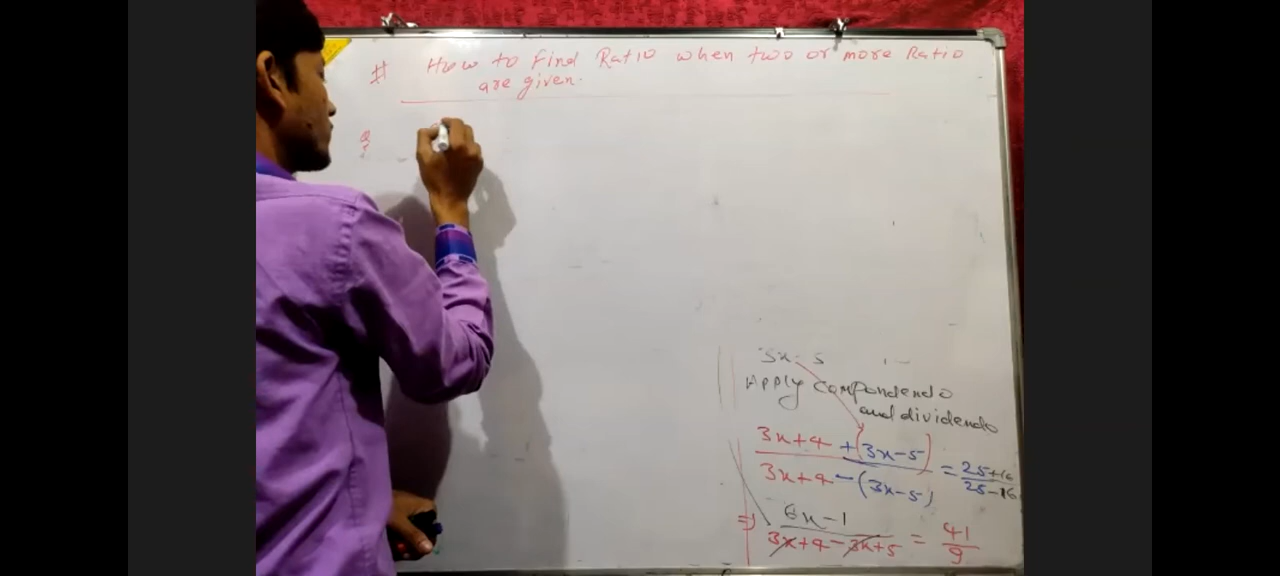 # How to Find Ratio when two or more Ratio
are given.
Q
3x-5
Apply Compondendo
and dividendo
3x+4+(3x-5)
3x+4-(3x-5)
= 25+16
25-16
=) 6x-1
3x+4-3x+5
= 41
9